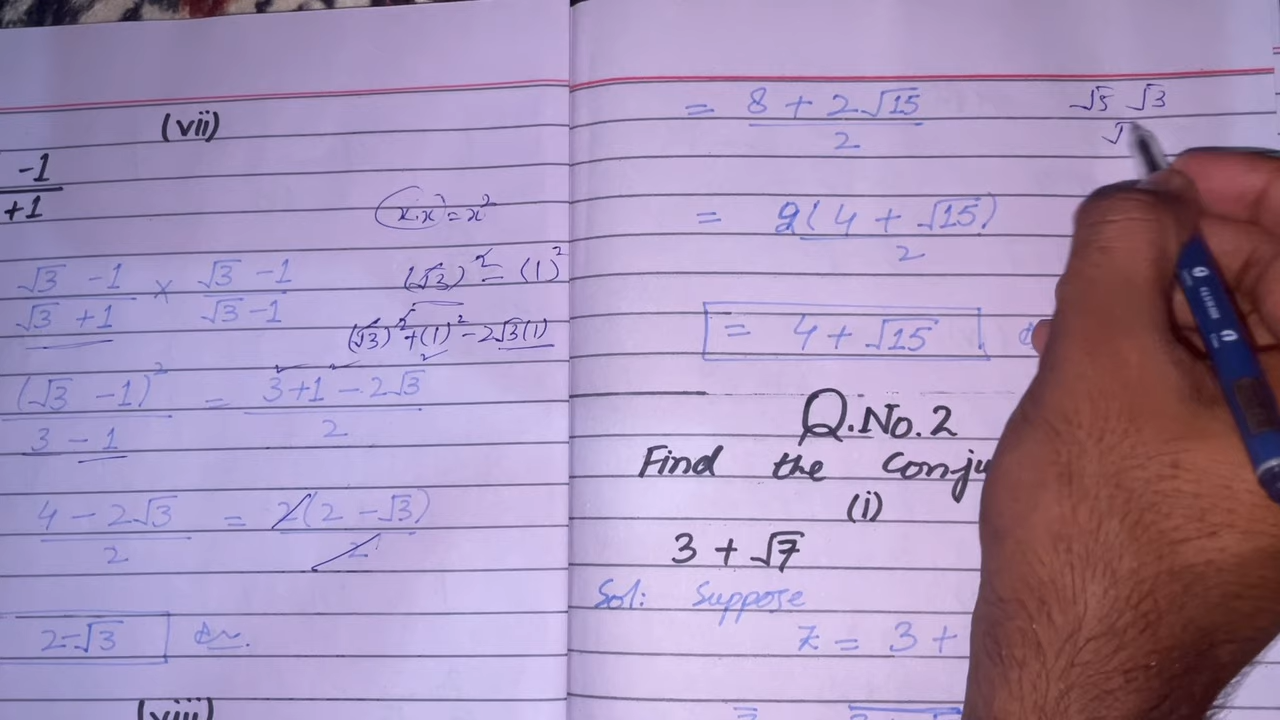 (vii)
-1
+1
x.x = x²
√3 -1 × √3 -1
√3 +1 √3 -1
(√3)² - (1)²
(√3)² + (1)² - 2√3(1)
(√3 -1)² = 3+1 - 2√3
3 - 1 2
4 - 2√3 = 2(2 - √3)
2 2
2-√3
(viii)
= 8 + 2√15
2
√5 √3
√
= 2(4 + √15)
2
= 4 + √15
Q.No.2
Find the Conju
(i)
3 + √7
Sol: Suppose
z = 3 +